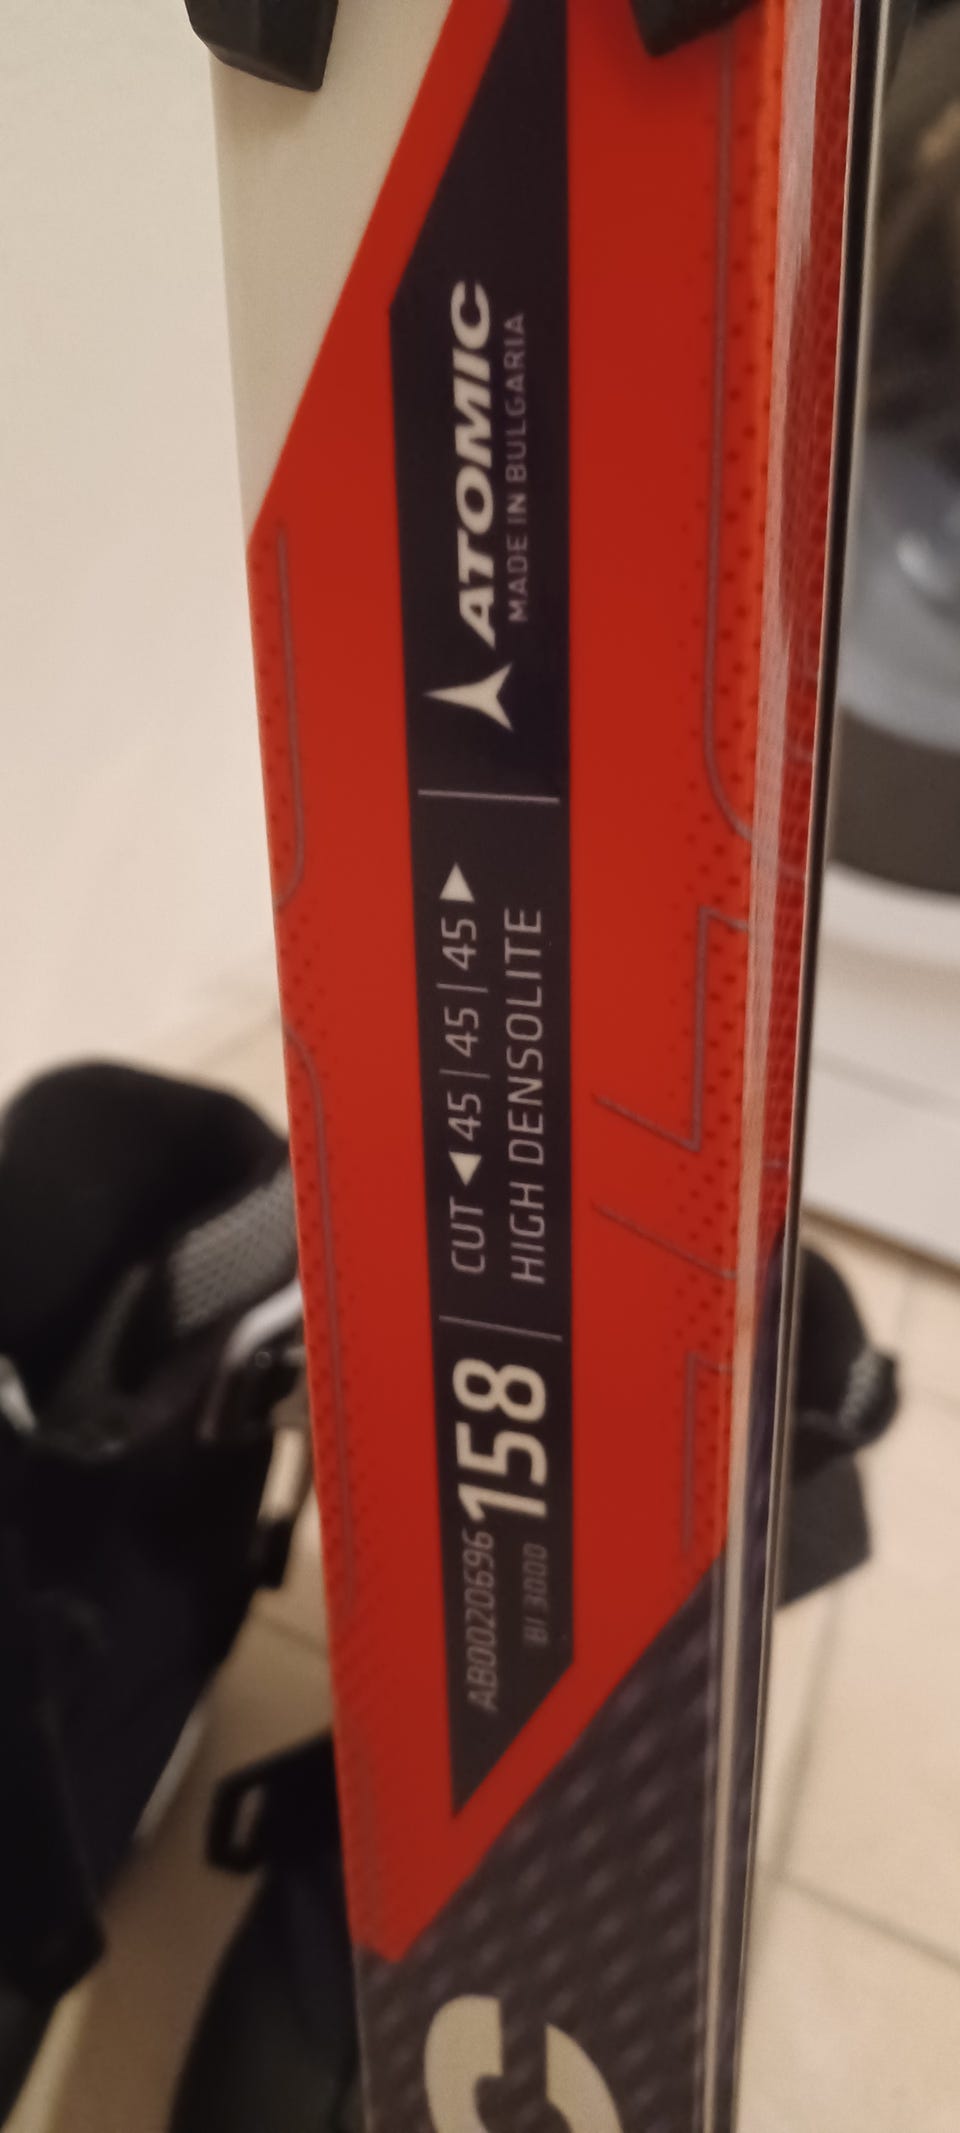 AB0020696
158
BI 3000
CUT ◀ 45 | 45 | 45 ▶
HIGH DENSOLITE
ATOMIC
MADE IN BULGARIA